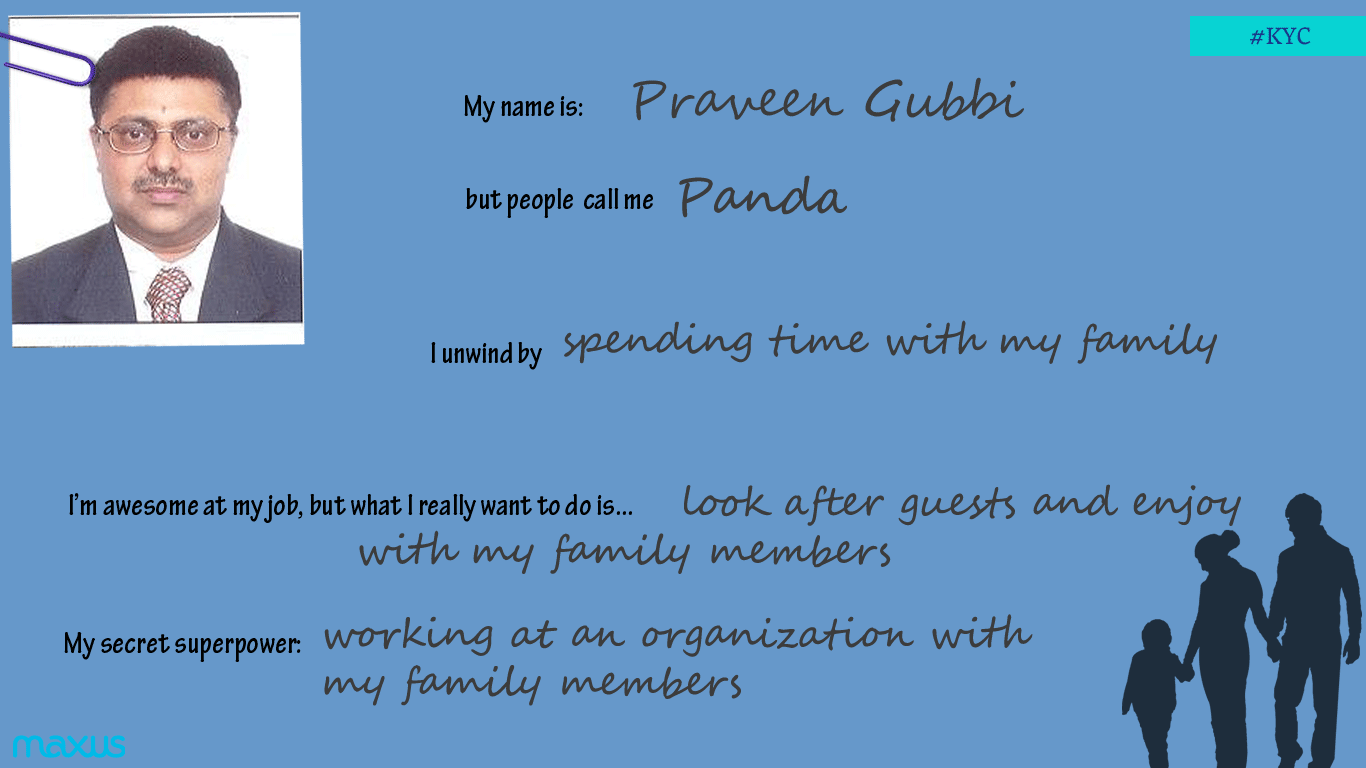 #KYC
My name is: Praveen Gubbi
but people call me Panda
I unwind by spending time with my family
I'm awesome at my job, but what I really want to do is... look after guests and enjoy
with my family members
My secret superpower: working at an organization with
my family members
maxus